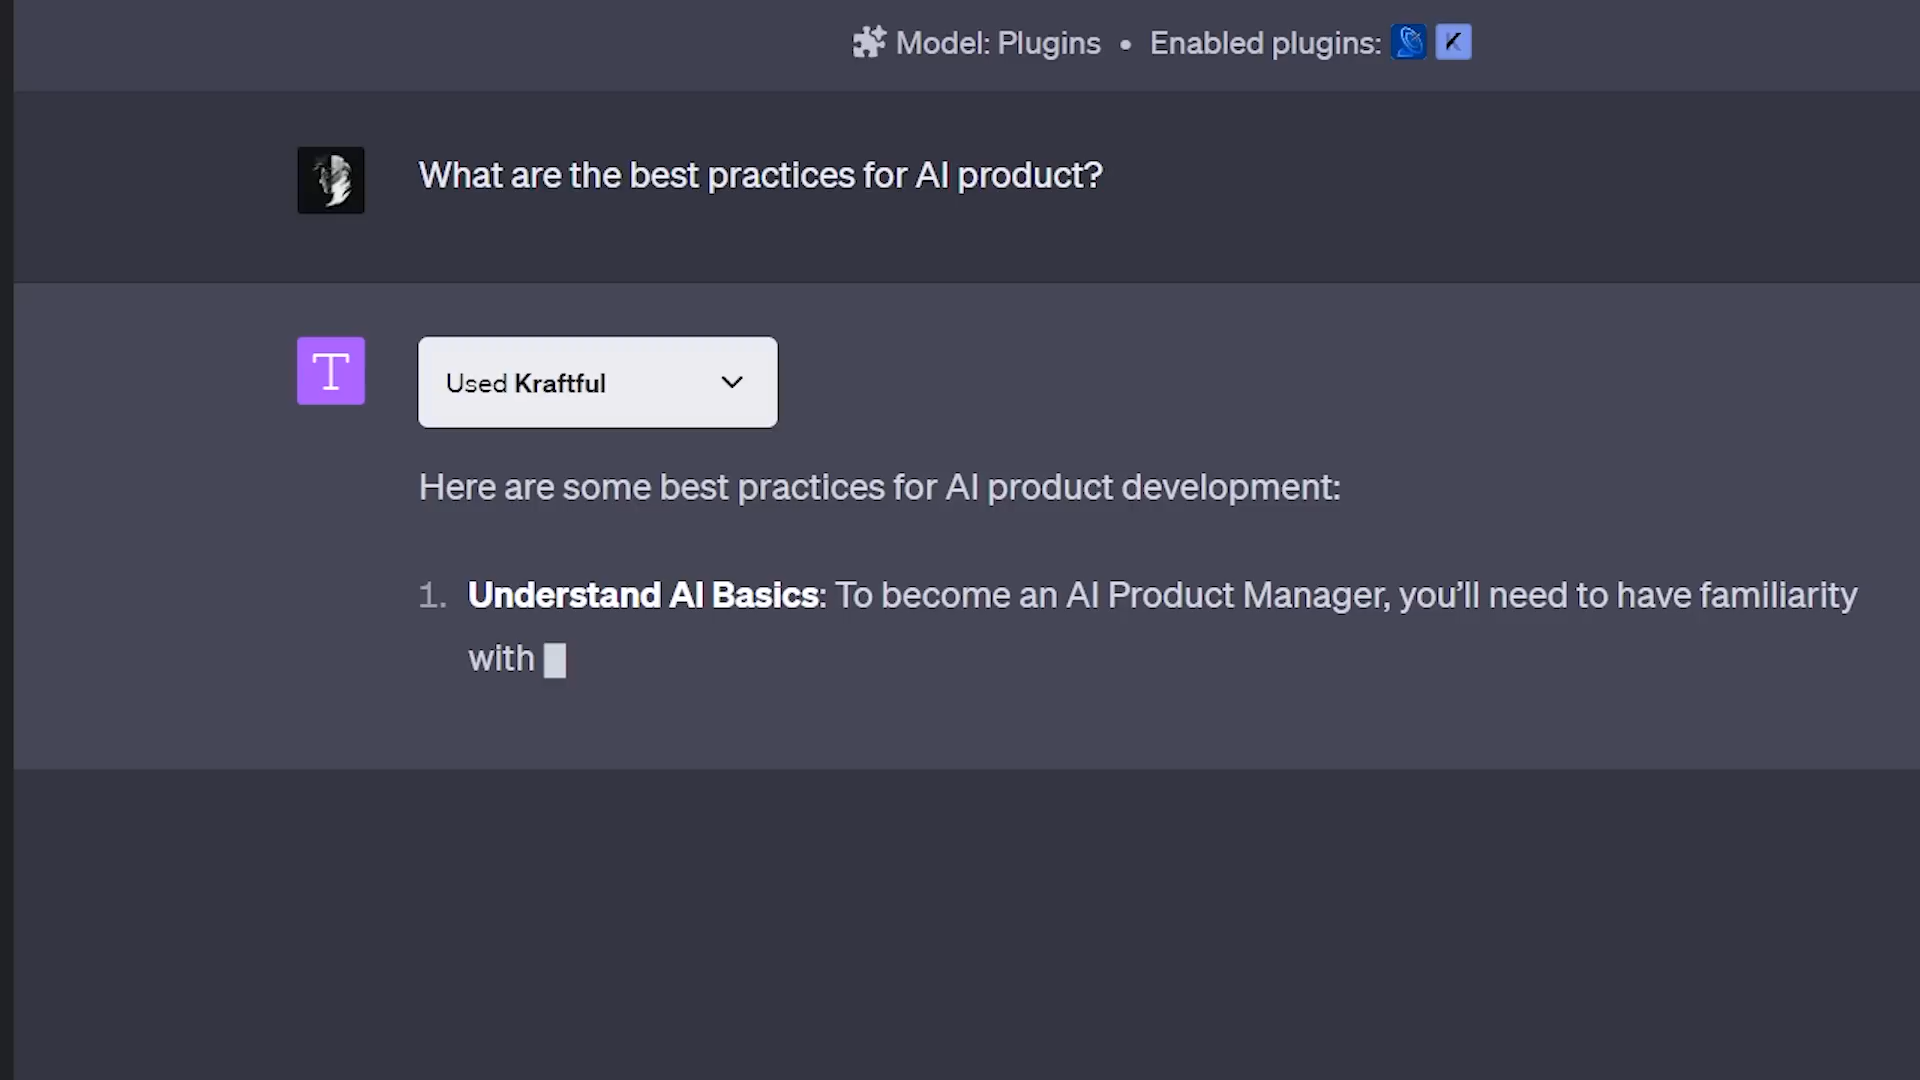 Model: Plugins • Enabled plugins: K
What are the best practices for AI product?
T
Used Kraftful
Here are some best practices for AI product development:
1. Understand AI Basics: To become an AI Product Manager, you'll need to have familiarity
with